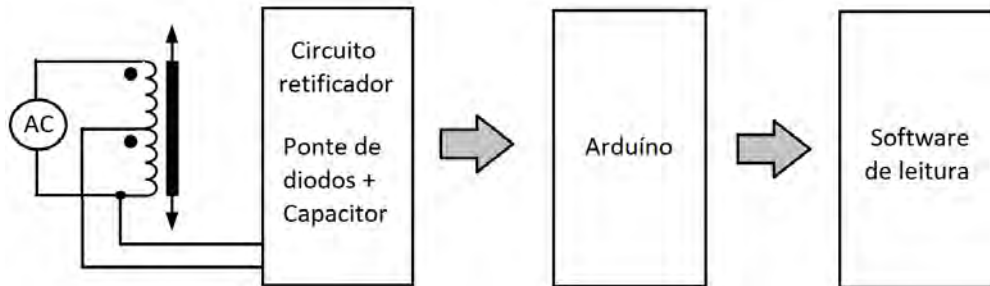 AC
Circuito
retificador
Ponte de
diodos +
Capacitor
Arduíno
Software
de leitura